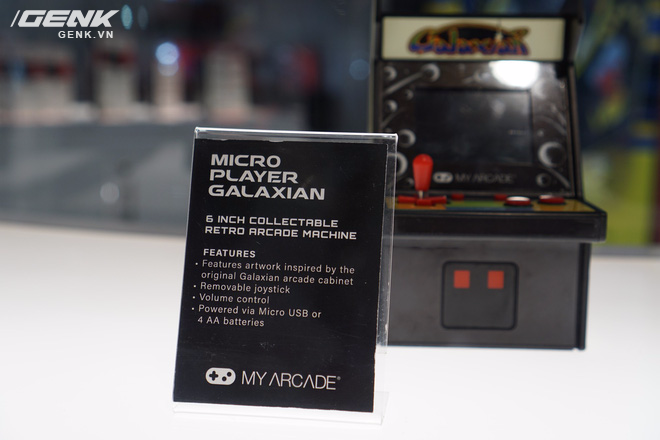 GENK
GENK.VN
Galaxian
MY ARCADE
MICRO
PLAYER
GALAXIAN
6 INCH COLLECTABLE
RETRO ARCADE MACHINE
FEATURES
• Features artwork inspired by the
original Galaxian arcade cabinet
• Removable joystick
• Volume control
• Powered via Micro USB or
4 AA batteries
MY ARCADE®